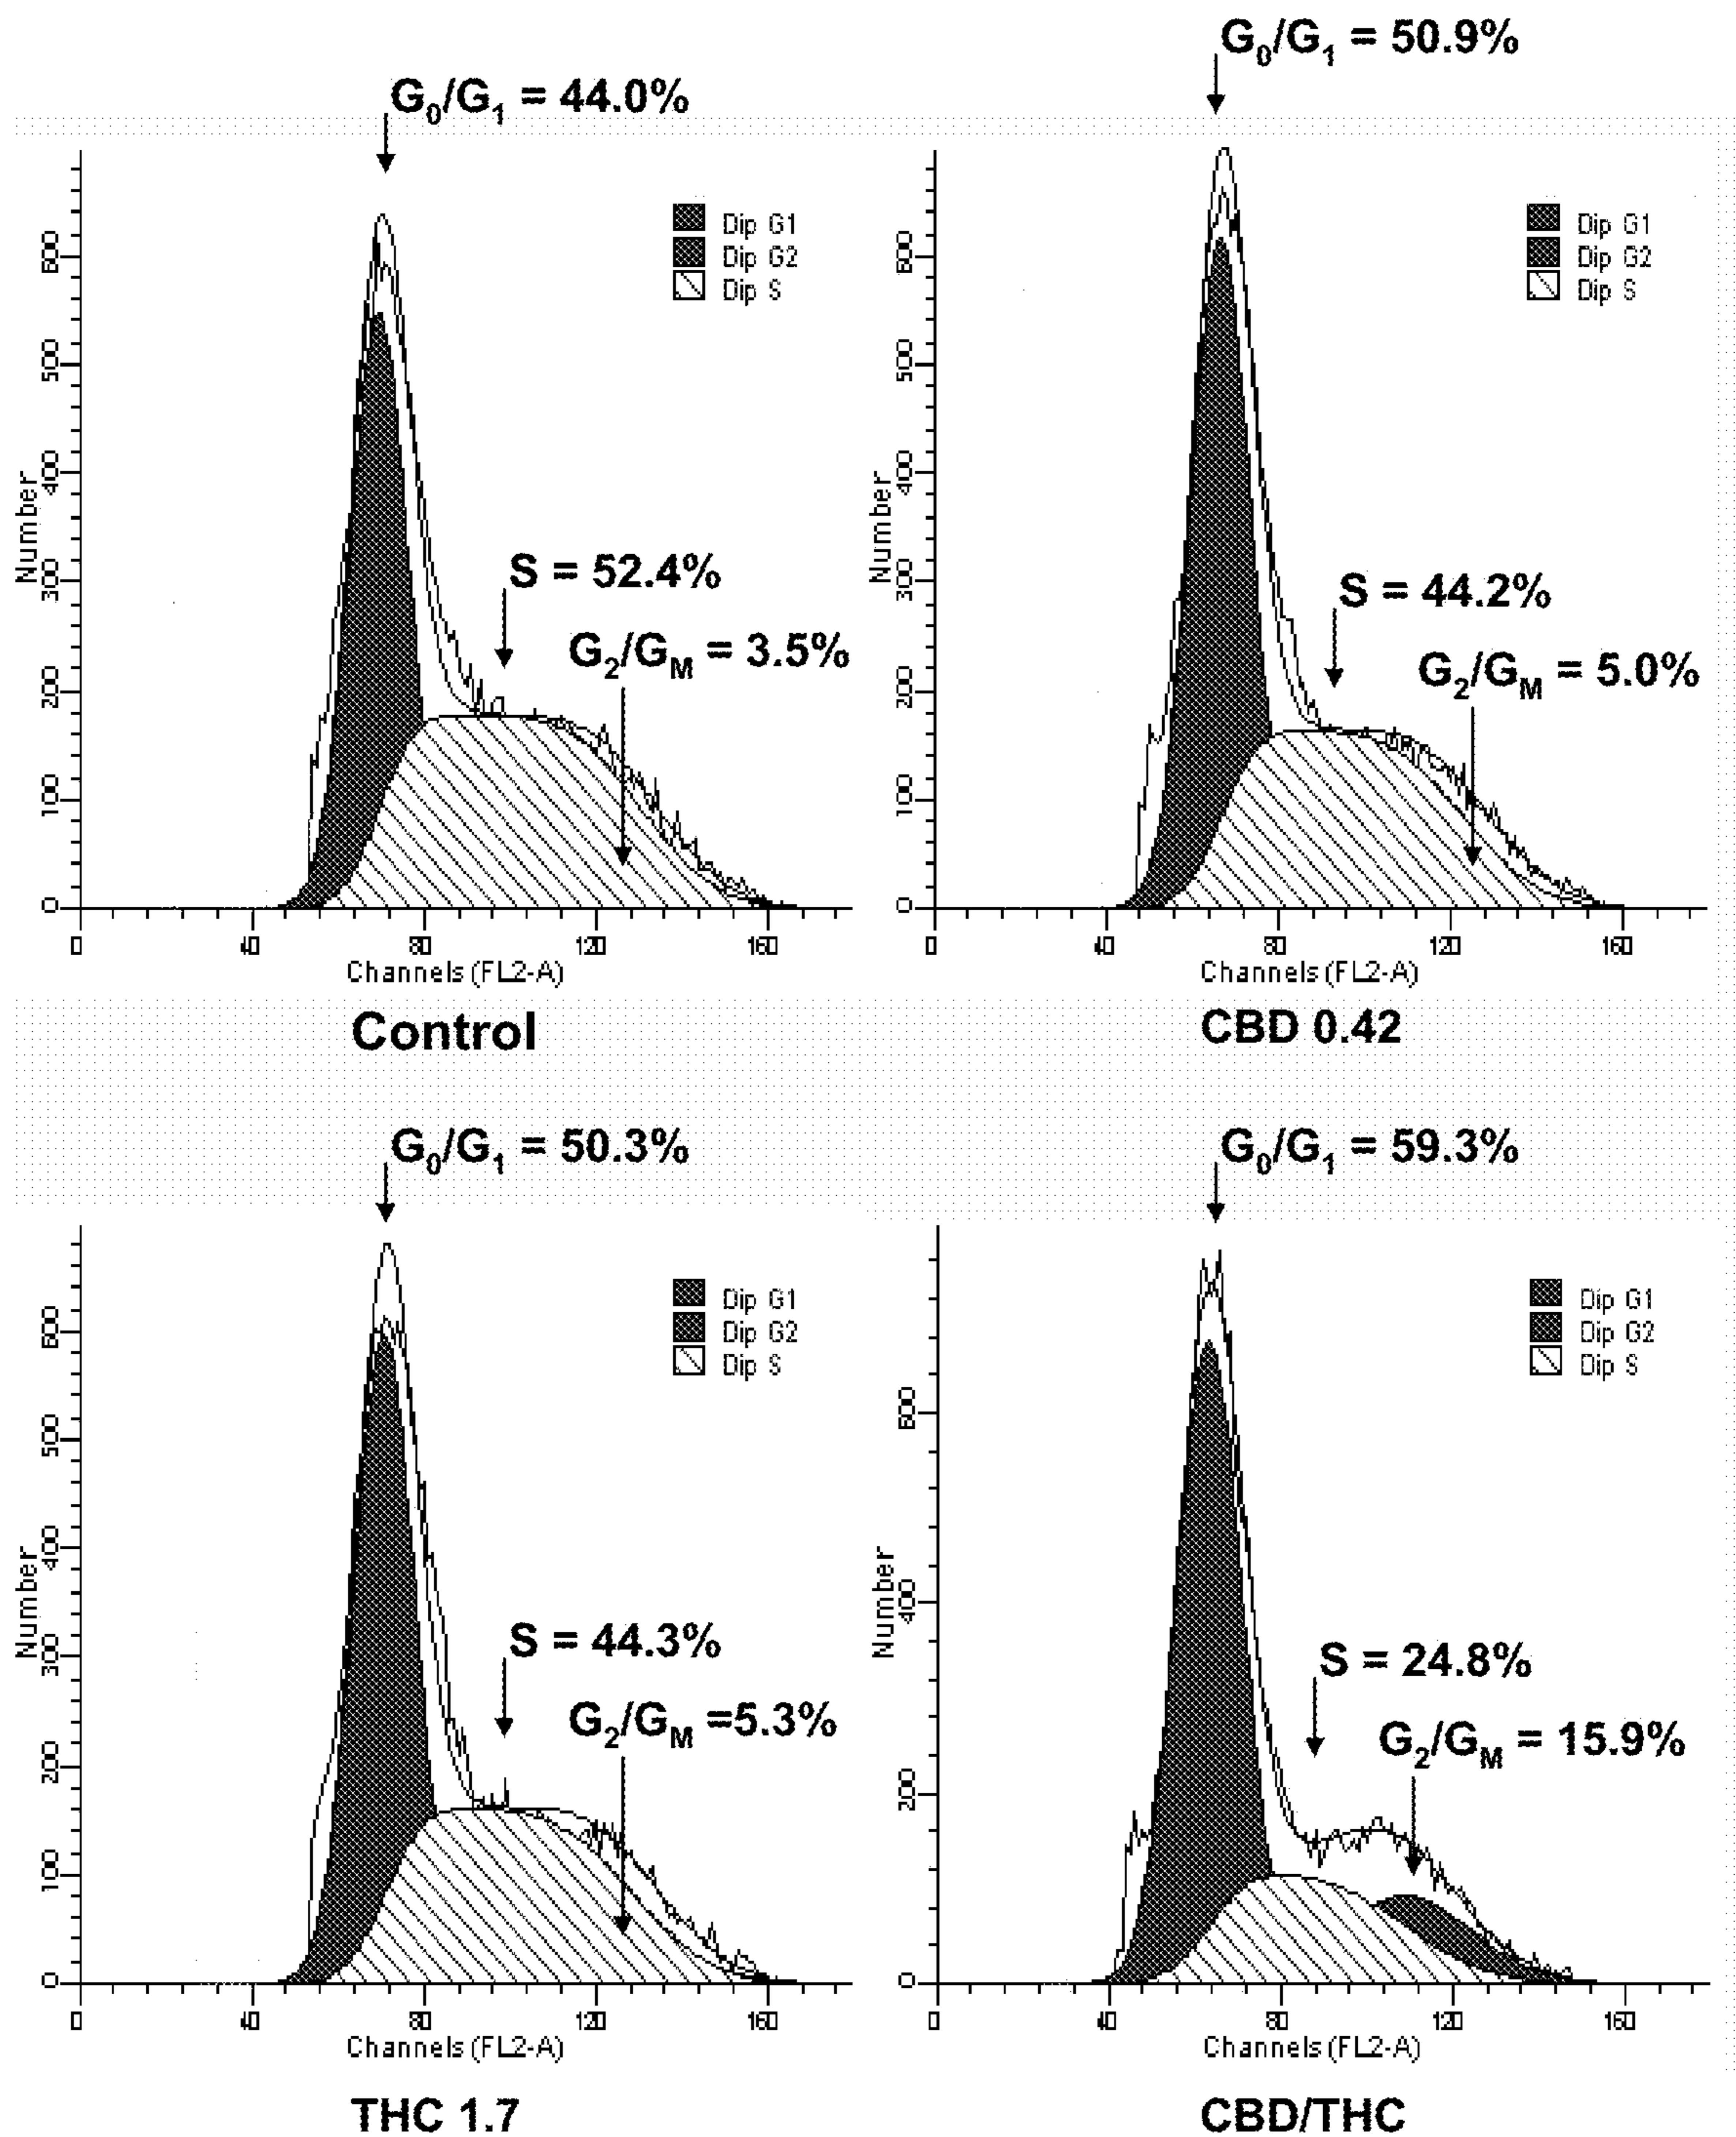 G₀/G₁ = 44.0%
600
500
400
300
200
100
0
Number
Dip G1
Dip G2
Dip S
S = 52.4%
G₂/G_M = 3.5%
0 40 80 120 160
Channels (FL2-A)
Control
G₀/G₁ = 50.9%
600
500
400
300
200
100
0
Number
Dip G1
Dip G2
Dip S
S = 44.2%
G₂/G_M = 5.0%
0 40 80 120 160
Channels (FL2-A)
CBD 0.42
G₀/G₁ = 50.3%
600
500
400
300
200
100
0
Number
Dip G1
Dip G2
Dip S
S = 44.3%
G₂/G_M =5.3%
0 40 80 120 160
Channels (FL2-A)
THC 1.7
G₀/G₁ = 59.3%
600
400
200
0
Number
Dip G1
Dip G2
Dip S
S = 24.8%
G₂/G_M = 15.9%
0 40 80 120 160
Channels (FL2-A)
CBD/THC